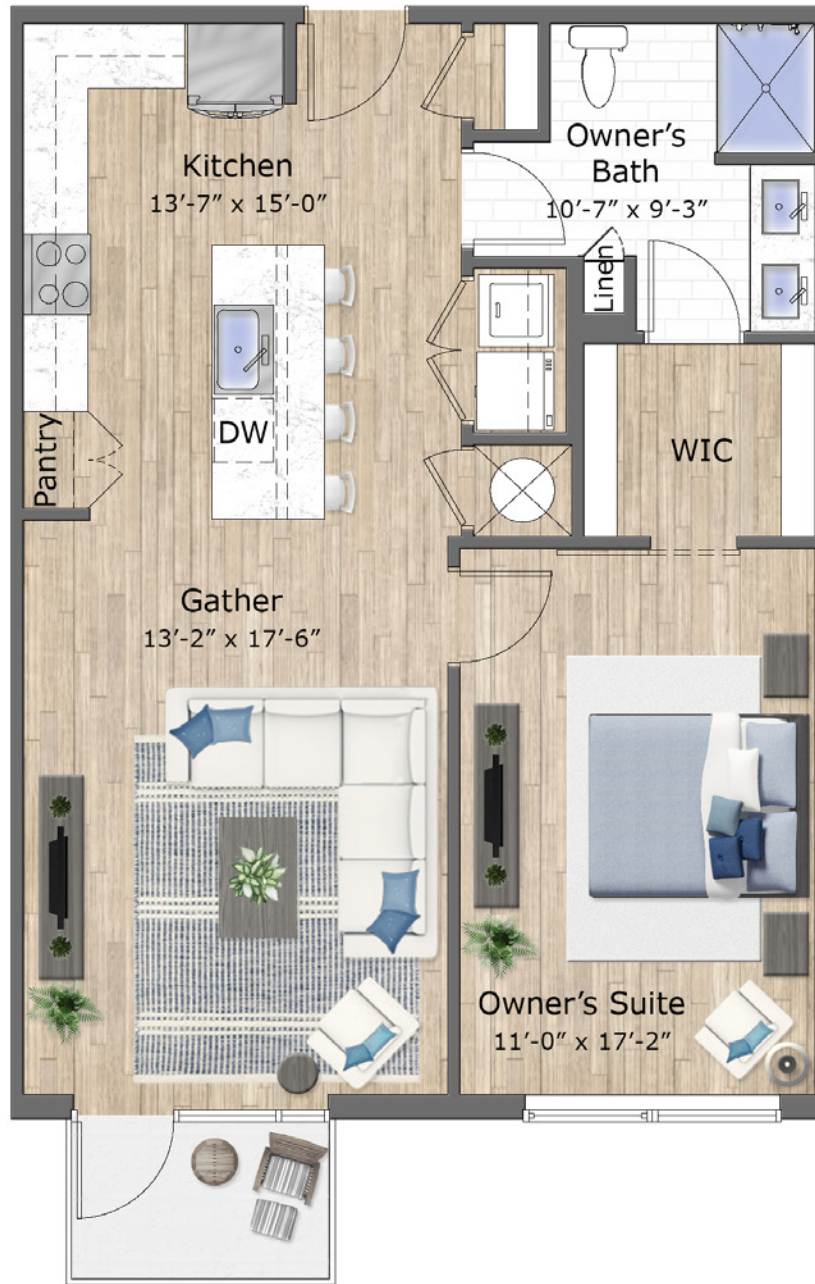 Kitchen
13'-7" x 15'-0"
Owner's
Bath
10'-7" x 9'-3"
Linen
DW
Pantry
WIC
Gather
13'-2" x 17'-6"
Owner's Suite
11'-0" x 17'-2"